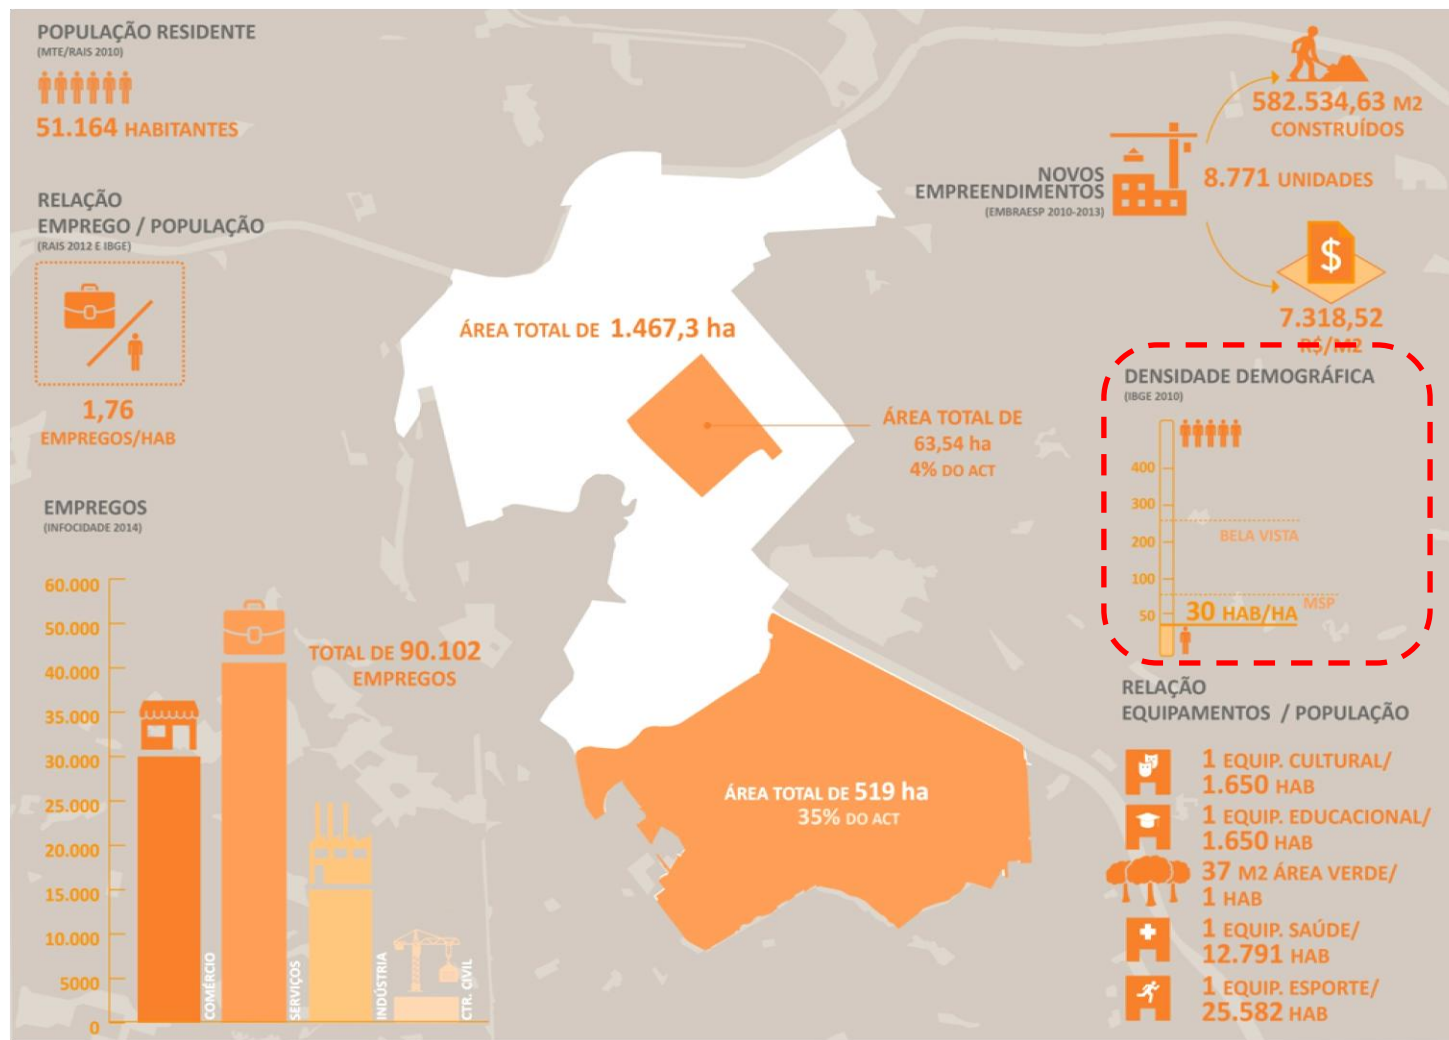 POPULAÇÃO RESIDENTE
(MTE/RAIS 2010)
51.164 HABITANTES
RELAÇÃO
EMPREGO / POPULAÇÃO
(RAIS 2012 E IBGE)
1,76
EMPREGOS/HAB
EMPREGOS
(INFOCIDADE 2014)
60.000
50.000
40.000
35.000
30.000
25.000
20.000
15.000
10.000
5000
0
COMÉRCIO
SERVIÇOS
INDÚSTRIA
CTR. CIVIL
TOTAL DE 90.102
EMPREGOS
ÁREA TOTAL DE 1.467,3 ha
ÁREA TOTAL DE
63,54 ha
4% DO ACT
ÁREA TOTAL DE 519 ha
35% DO ACT
NOVOS
EMPREENDIMENTOS
(EMBRAESP 2010-2013)
582.534,63 M2
CONSTRUÍDOS
8.771 UNIDADES
$
7.318,52
R$/M2
DENSIDADE DEMOGRÁFICA
(IBGE 2010)
400
300
200
100
50
BELA VISTA
MSP
30 HAB/HA
RELAÇÃO
EQUIPAMENTOS / POPULAÇÃO
1 EQUIP. CULTURAL/
1.650 HAB
1 EQUIP. EDUCACIONAL/
1.650 HAB
37 M2 ÁREA VERDE/
1 HAB
1 EQUIP. SAÚDE/
12.791 HAB
1 EQUIP. ESPORTE/
25.582 HAB